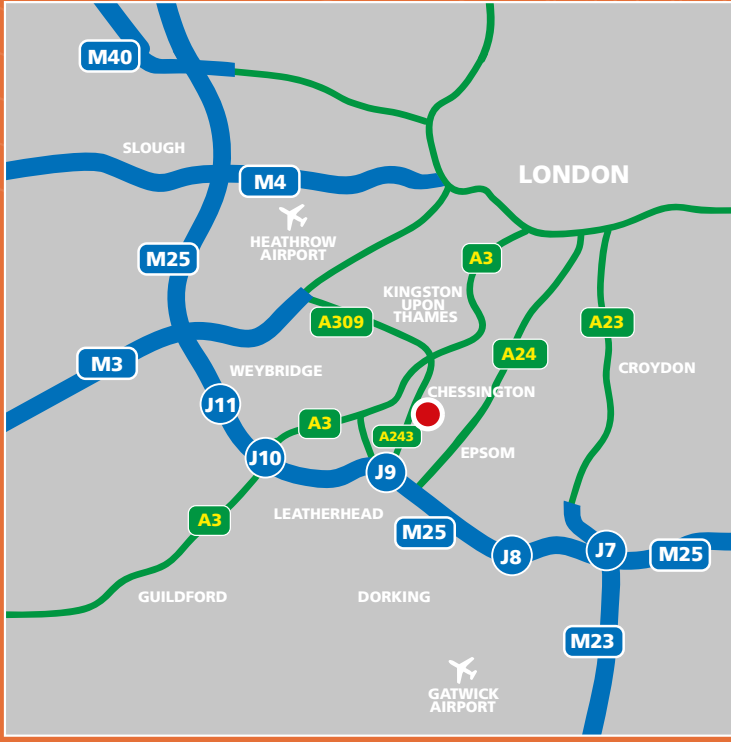 M40
SLOUGH
LONDON
M4
HEATHROW
AIRPORT
M25
A3
KINGSTON
UPON
THAMES
A309
A23
M3
A24
WEYBRIDGE
CROYDON
CHESSINGTON
J11
A3
A243
EPSOM
J10
J9
LEATHERHEAD
A3
M25
J8
J7
M25
GUILDFORD
DORKING
M23
GATWICK
AIRPORT